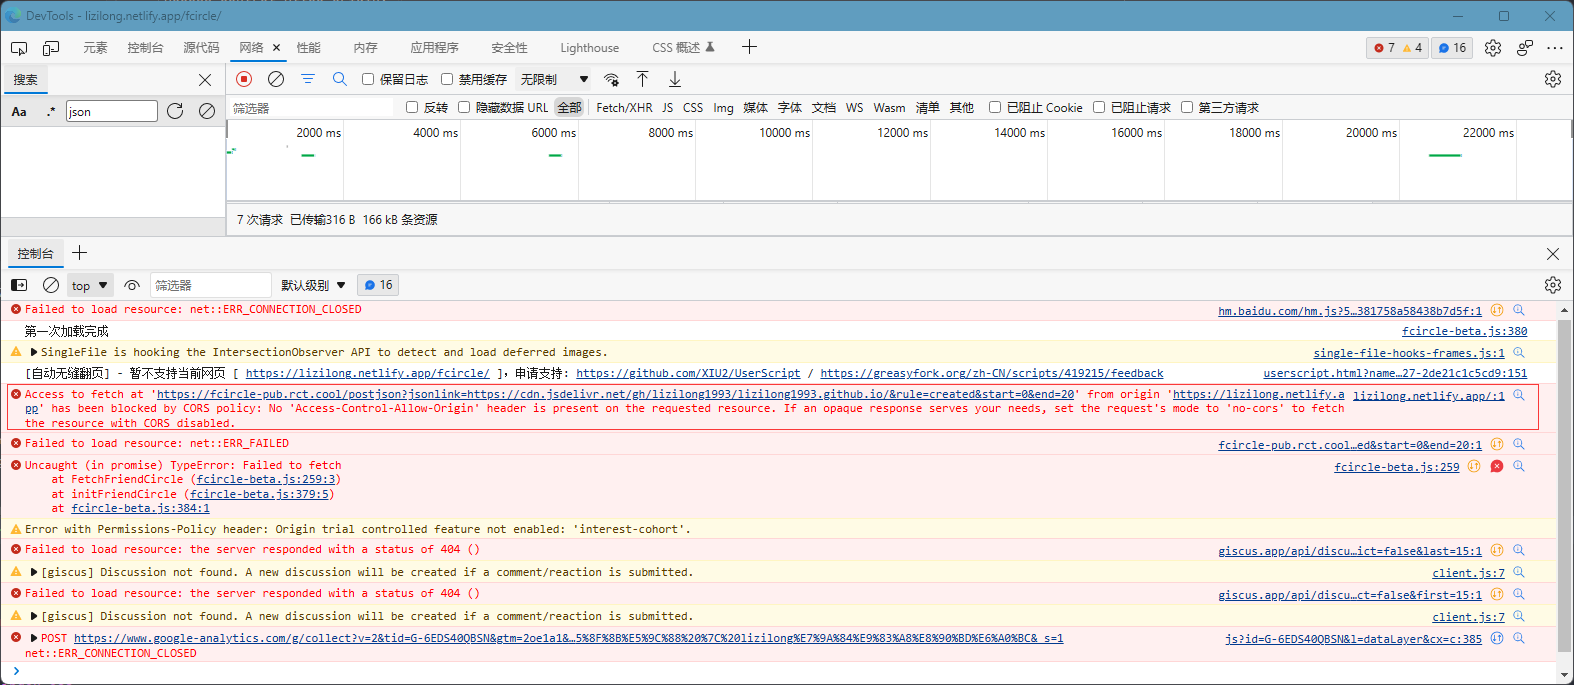 DevTools - lizilong.netlify.app/fcircle/
元素 控制台 源代码 网络 性能 内存 应用程序 安全性 Lighthouse CSS 概述 7 4 16
搜索
保留日志 禁用缓存 无限制
Aa .* json
筛选器 反转 隐藏数据 URL 全部 Fetch/XHR JS CSS Img 媒体 字体 文档 WS Wasm 清单 其他 已阻止 Cookie 已阻止请求 第三方请求
2000 ms 4000 ms 6000 ms 8000 ms 10000 ms 12000 ms 14000 ms 16000 ms 18000 ms 20000 ms 22000 ms
7 次请求 已传输316 B 166 kB 条资源
控制台
top 筛选器 默认级别 16
Failed to load resource: net::ERR_CONNECTION_CLOSED hm.baidu.com/hm.js?5…381758a58438b7d5f:1
第一次加载完成 fcircle-beta.js:380
SingleFile is hooking the IntersectionObserver API to detect and load deferred images. single-file-hooks-frames.js:1
[自动无缝翻页] - 暂不支持当前网页 [ https://lizilong.netlify.app/fcircle/ ]，申请支持: https://github.com/XIU2/UserScript / https://greasyfork.org/zh-CN/scripts/419215/feedback userscript.html?name…27-2de21c1c5cd9:151
Access to fetch at 'https://fcircle-pub.rct.cool/postjson?jsonlink=https://cdn.jsdelivr.net/gh/lizilong1993/lizilong1993.github.io/&rule=created&start=0&end=20' from origin 'https://lizilong.netlify.a lizilong.netlify.app/:1
pp' has been blocked by CORS policy: No 'Access-Control-Allow-Origin' header is present on the requested resource. If an opaque response serves your needs, set the request's mode to 'no-cors' to fetch
the resource with CORS disabled.
Failed to load resource: net::ERR_FAILED fcircle-pub.rct.cool…ed&start=0&end=20:1
Uncaught (in promise) TypeError: Failed to fetch fcircle-beta.js:259
at FetchFriendCircle (fcircle-beta.js:259:3)
at initFriendCircle (fcircle-beta.js:379:5)
at fcircle-beta.js:384:1
Error with Permissions-Policy header: Origin trial controlled feature not enabled: 'interest-cohort'.
Failed to load resource: the server responded with a status of 404 () giscus.app/api/discu…ict=false&last=15:1
[giscus] Discussion not found. A new discussion will be created if a comment/reaction is submitted. client.js:7
Failed to load resource: the server responded with a status of 404 () giscus.app/api/discu…ct=false&first=15:1
[giscus] Discussion not found. A new discussion will be created if a comment/reaction is submitted. client.js:7
POST https://www.google-analytics.com/g/collect?v=2&tid=G-6EDS40QBSN&gtm=2oe1a1&…5%8F%8B%E5%9C%88%20%7C%20lizilong%E7%9A%84%E9%83%A8%E8%90%BD%E6%A0%BC&_s=1 js?id=G-6EDS40QBSN&l=dataLayer&cx=c:385
net::ERR_CONNECTION_CLOSED